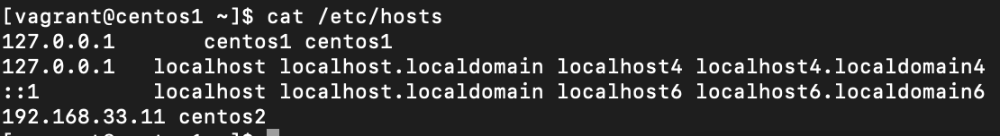 [vagrant@centos1 ~]$ cat /etc/hosts
127.0.0.1       centos1 centos1
127.0.0.1   localhost localhost.localdomain localhost4 localhost4.localdomain4
::1         localhost localhost.localdomain localhost6 localhost6.localdomain6
192.168.33.11 centos2